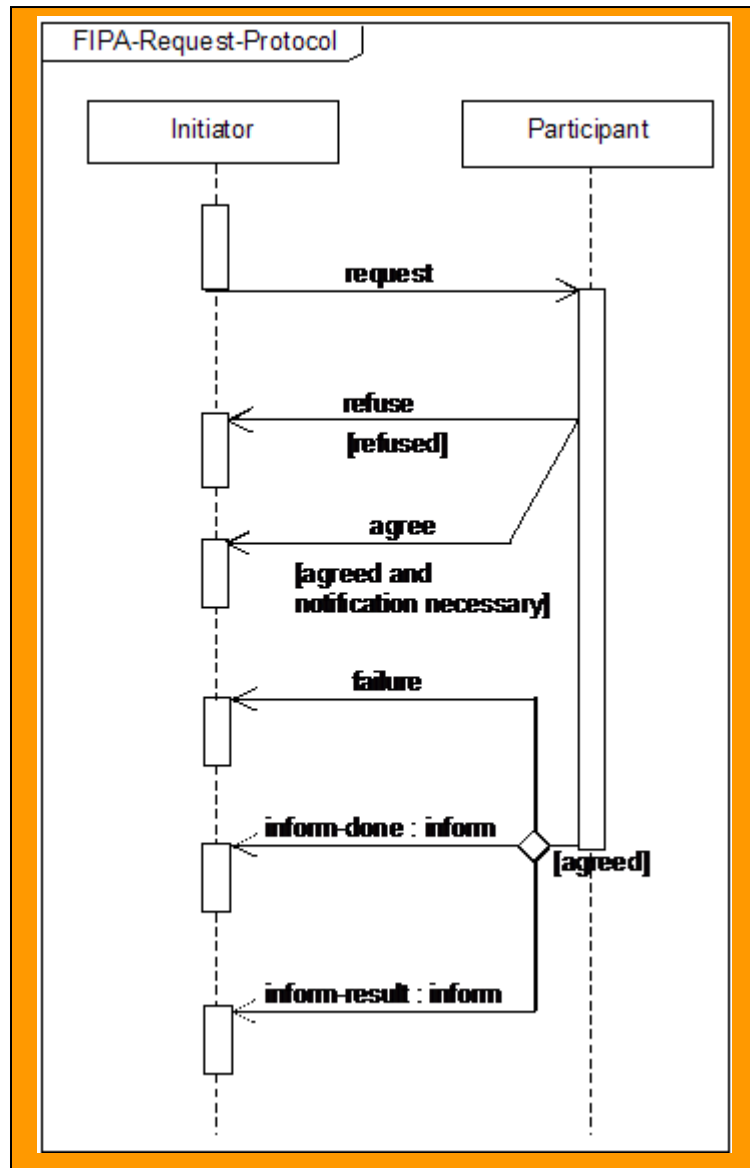 FIPA-Request-Protocol
Initiator
Participant
request
refuse
[refused]
agree
[agreed and
notification necessary]
failure
inform-done : inform
[agreed]
inform-result : inform